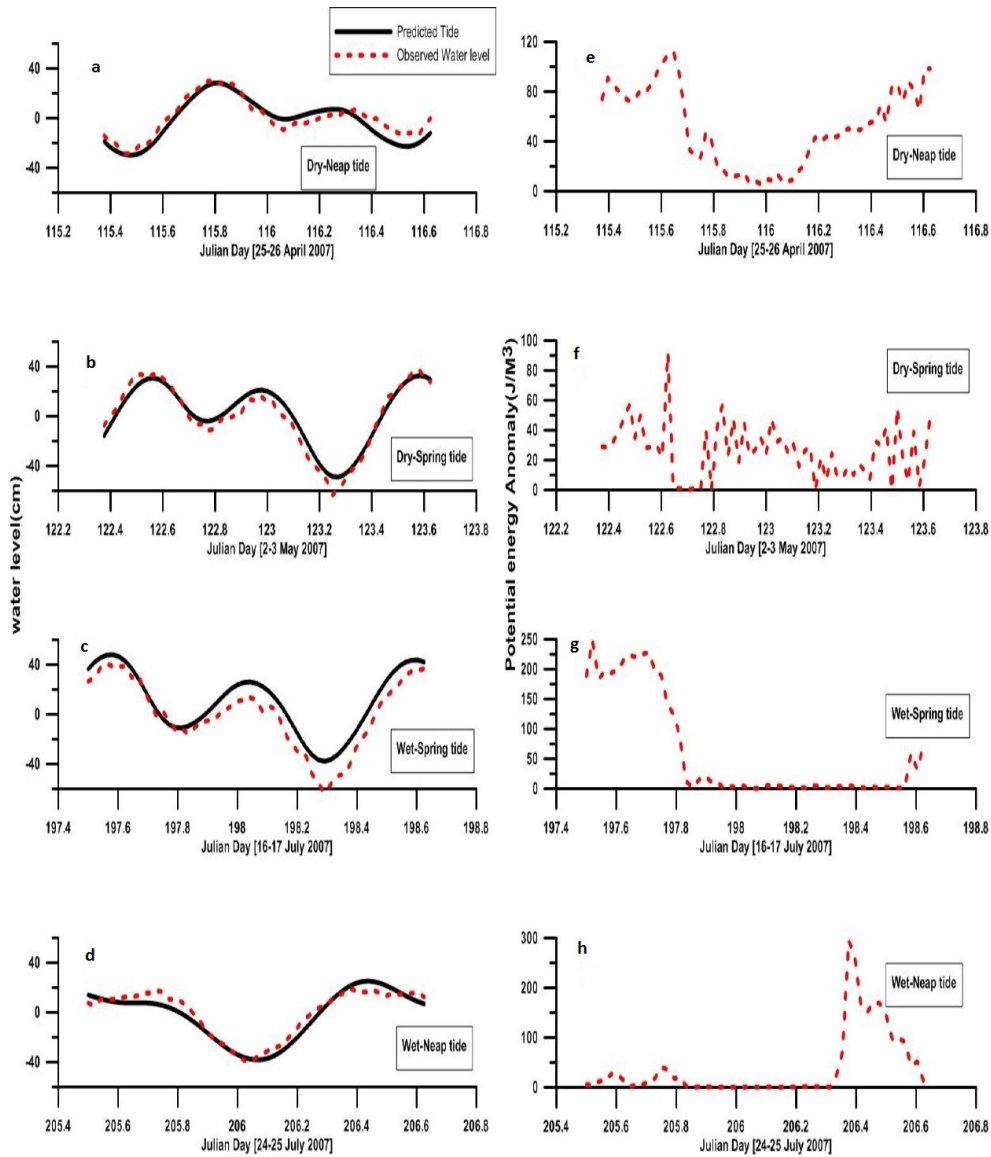 Predicted Tide
Observed Water level
a
40
0
-40
Dry-Neap tide
115.2 115.4 115.6 115.8 116 116.2 116.4 116.6 116.8
Julian Day [25-26 April 2007]
e
120
80
40
0
Dry-Neap tide
115.2 115.4 115.6 115.8 116 116.2 116.4 116.6 116.8
Julian Day [25-26 April 2007]
b
40
0
-40
Dry-Spring tide
122.2 122.4 122.6 122.8 123 123.2 123.4 123.6 123.8
Julian Day [2-3 May 2007]
f
100
80
60
40
20
0
Dry-Spring tide
122.2 122.4 122.6 122.8 123 123.2 123.4 123.6 123.8
Julian Day [2-3 May 2007]
water level(cm)
Potential energy Anomaly(J/M³)
c
40
0
-40
Wet-Spring tide
197.4 197.6 197.8 198 198.2 198.4 198.6 198.8
Julian Day [16-17 July 2007]
g
250
200
150
100
50
0
Wet-Spring tide
197.4 197.6 197.8 198 198.2 198.4 198.6 198.8
Julian Day [16-17 July 2007]
d
40
0
-40
Wet-Neap tide
205.4 205.6 205.8 206 206.2 206.4 206.6 206.8
Julian Day [24-25 July 2007]
h
300
200
100
0
Wet-Neap tide
205.4 205.6 205.8 206 206.2 206.4 206.6 206.8
Julian Day [24-25 July 2007]